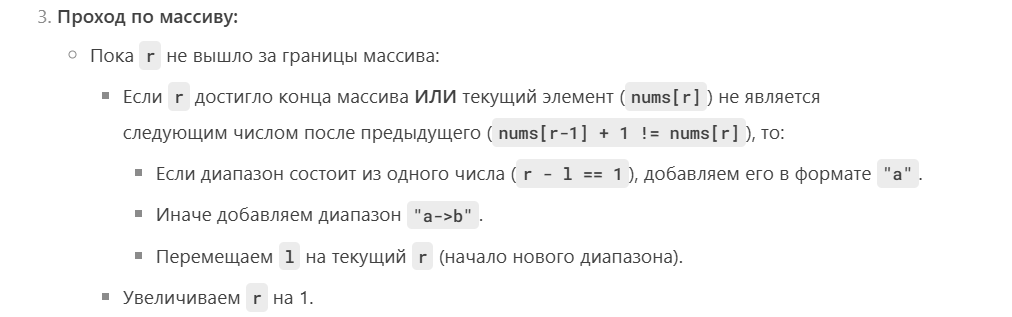 3. Проход по массиву:
Пока r не вышло за границы массива:
Если r достигло конца массива ИЛИ текущий элемент ( nums[r] ) не является
следующим числом после предыдущего ( nums[r-1] + 1 != nums[r] ), то:
Если диапазон состоит из одного числа ( r - l == 1 ), добавляем его в формате "a" .
Иначе добавляем диапазон "a->b" .
Перемещаем l на текущий r (начало нового диапазона).
Увеличиваем r на 1.